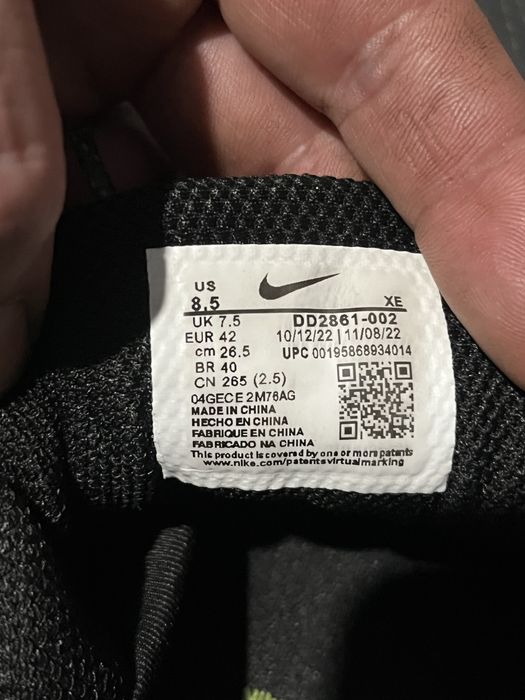 US
8.5 XE
UK 7.5 DD2861-002
EUR 42 10/12/22 | 11/08/22
cm 26.5 UPC 00195868934014
BR 40
CN 265 (2.5)
04GECE 2M76AG
MADE IN CHINA
HECHO EN CHINA
FABRIQUE EN CHINA
FABRICADO NA CHINA
This product is covered by one or more patents
www.nike.com/patentsvirtualmarking